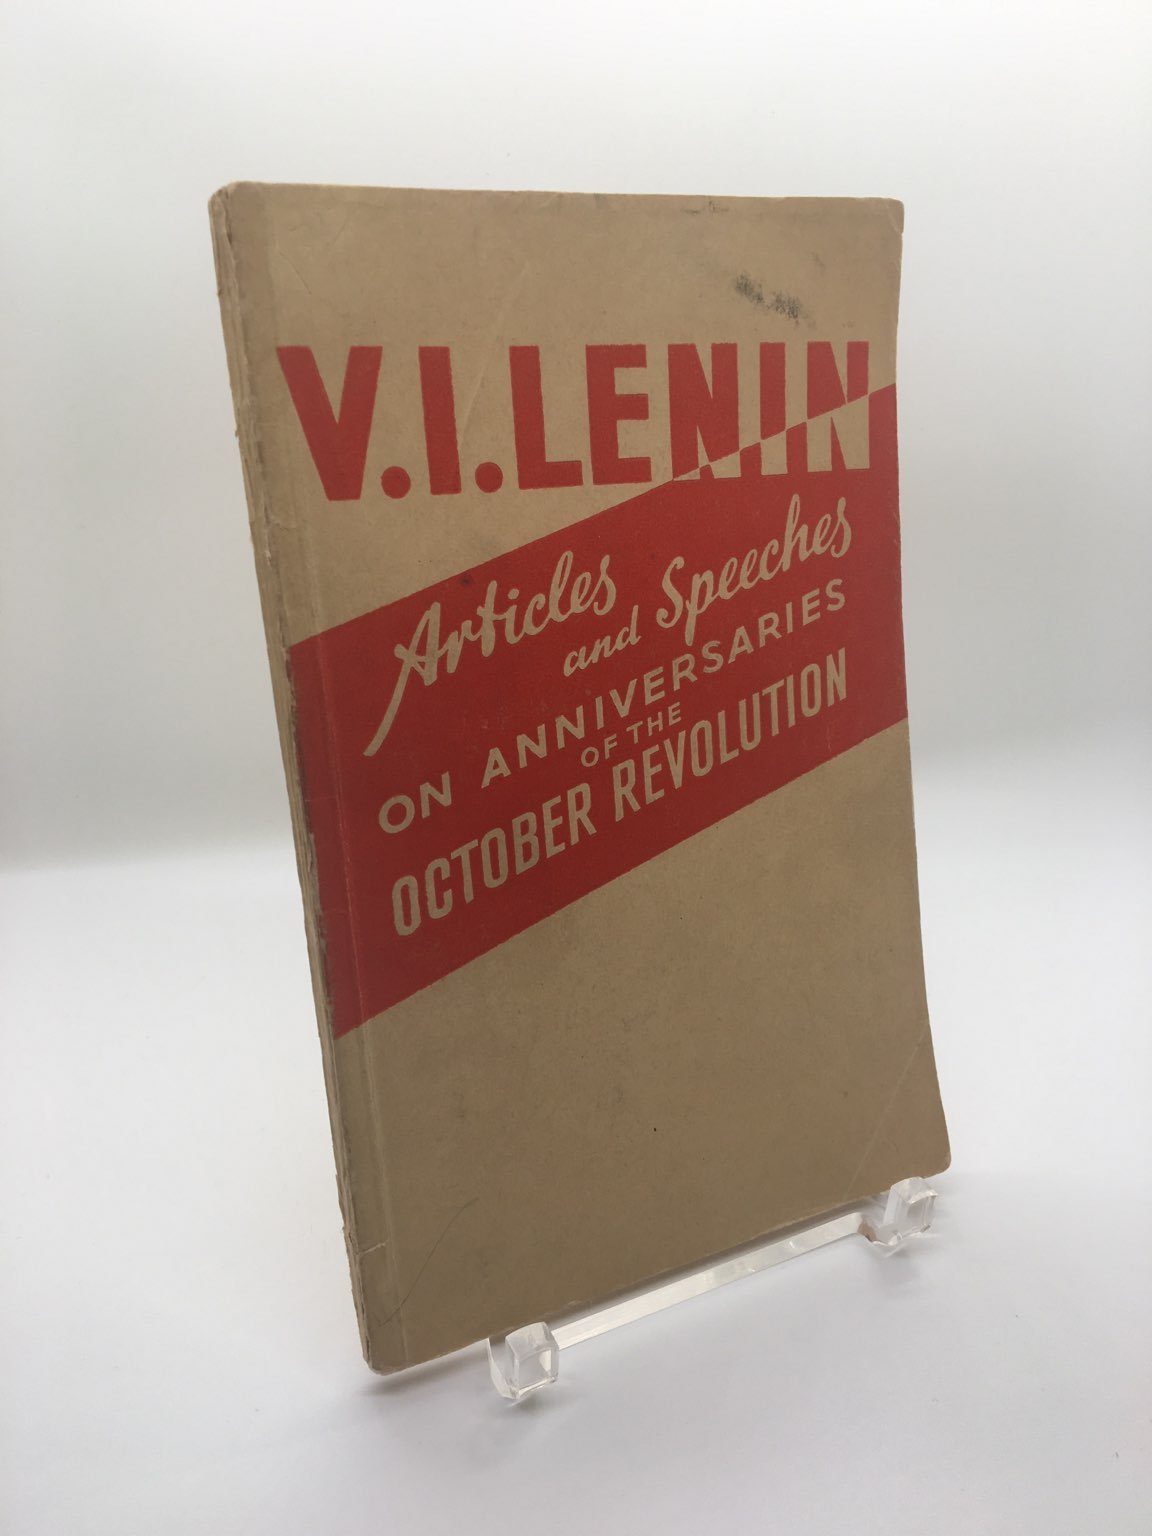 V.I.LENIN
Articles
and Speeches
ON ANNIVERSARIES
OF THE
OCTOBER REVOLUTION